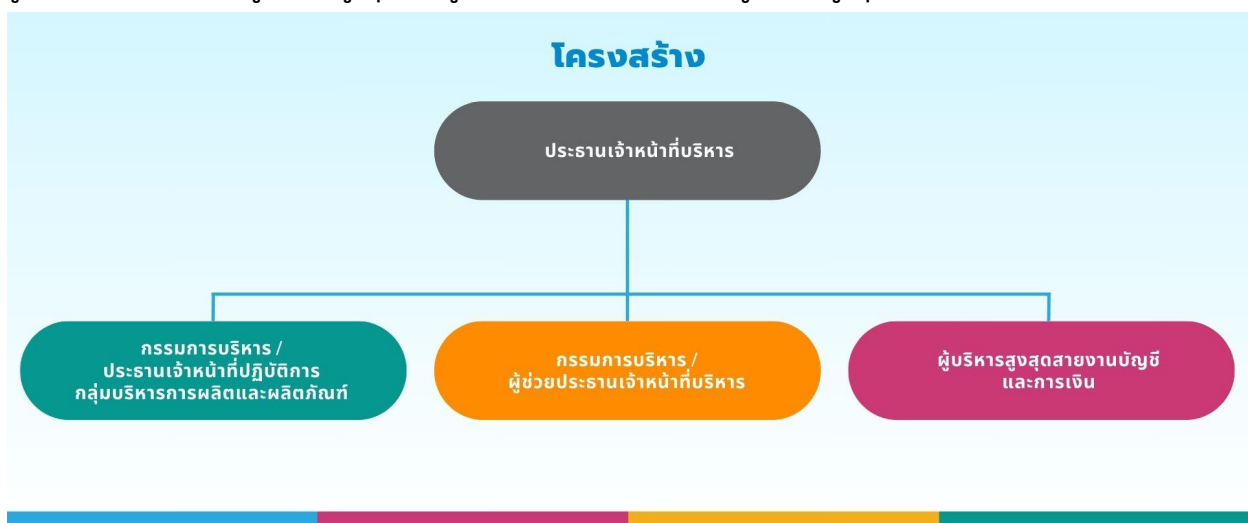 โครงสร้าง
ประธานเจ้าหน้าที่บริหาร
กรรมการบริหาร /
ประธานเจ้าหน้าที่ปฏิบัติการ
กลุ่มบริหารการผลิตและผลิตภัณฑ์
กรรมการบริหาร /
ผู้ช่วยประธานเจ้าหน้าที่บริหาร
ผู้บริหารสูงสุดสายงานบัญชี
และการเงิน